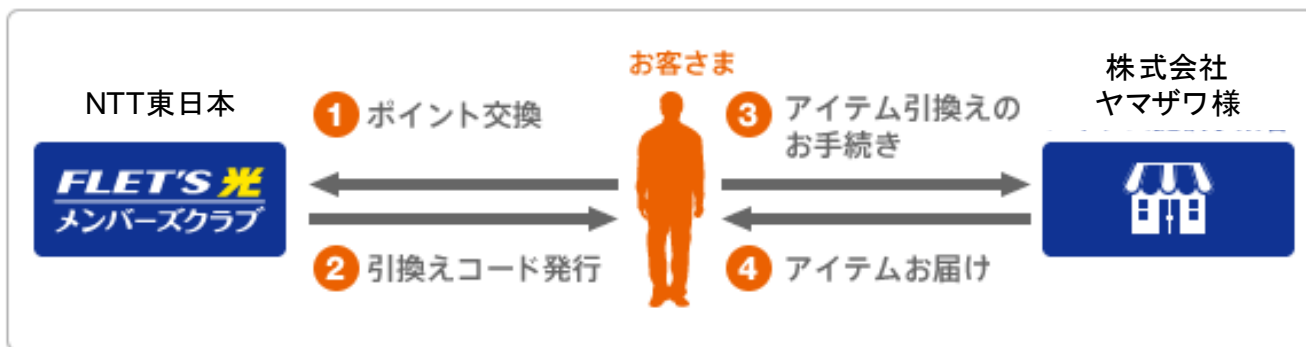 お客さま
NTT東日本
FLET'S光
メンバーズクラブ
1 ポイント交換
2 引換えコード発行
3 アイテム引換えの
お手続き
4 アイテムお届け
株式会社
ヤマザワ様